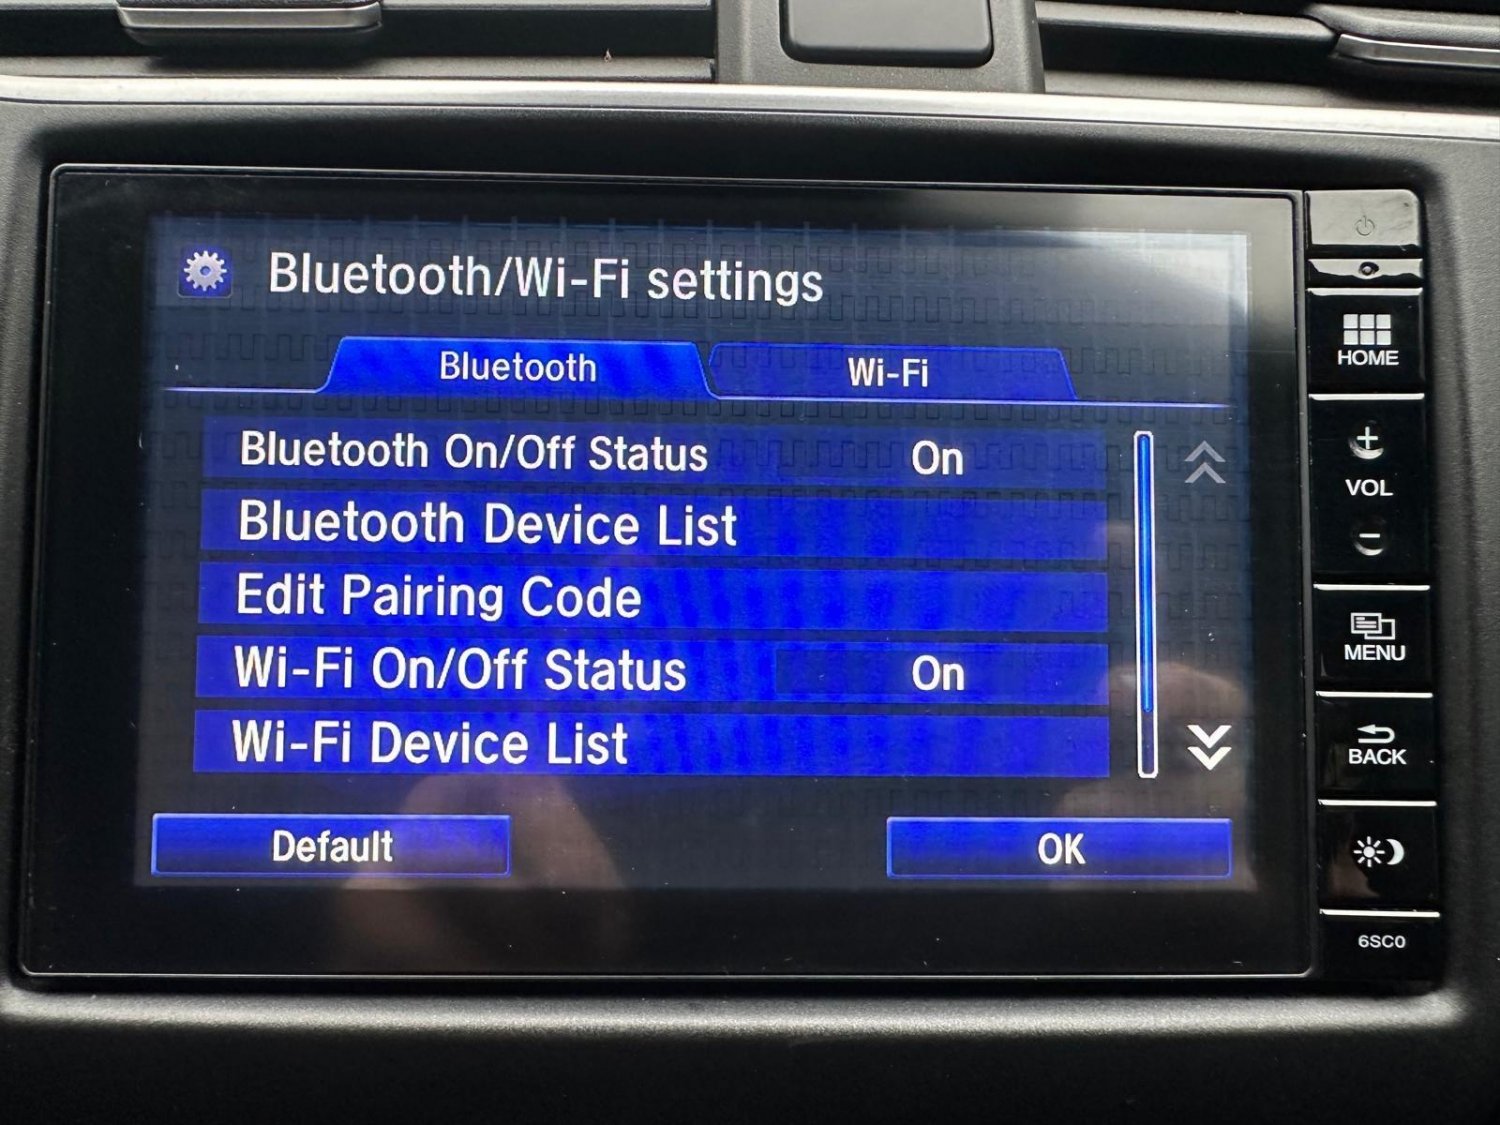 Bluetooth/Wi-Fi settings
Bluetooth Wi-Fi
Bluetooth On/Off Status On
Bluetooth Device List
Edit Pairing Code
Wi-Fi On/Off Status On
Wi-Fi Device List
Default OK
HOME
+
VOL
−
MENU
BACK
6SC0